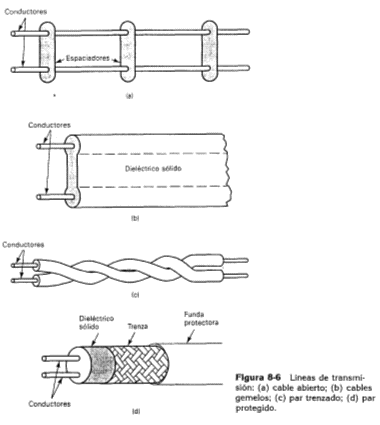 Conductores
Espaciadores
(a)
Conductores
Dieléctrico sólido
(b)
Conductores
(c)
Dieléctrico
sólido
Trenza
Funda
protectora
Conductores
(d)
Figura 8-6 Líneas de transmi-
sión: (a) cable abierto; (b) cables
gemelos; (c) par trenzado; (d) par
protegido.